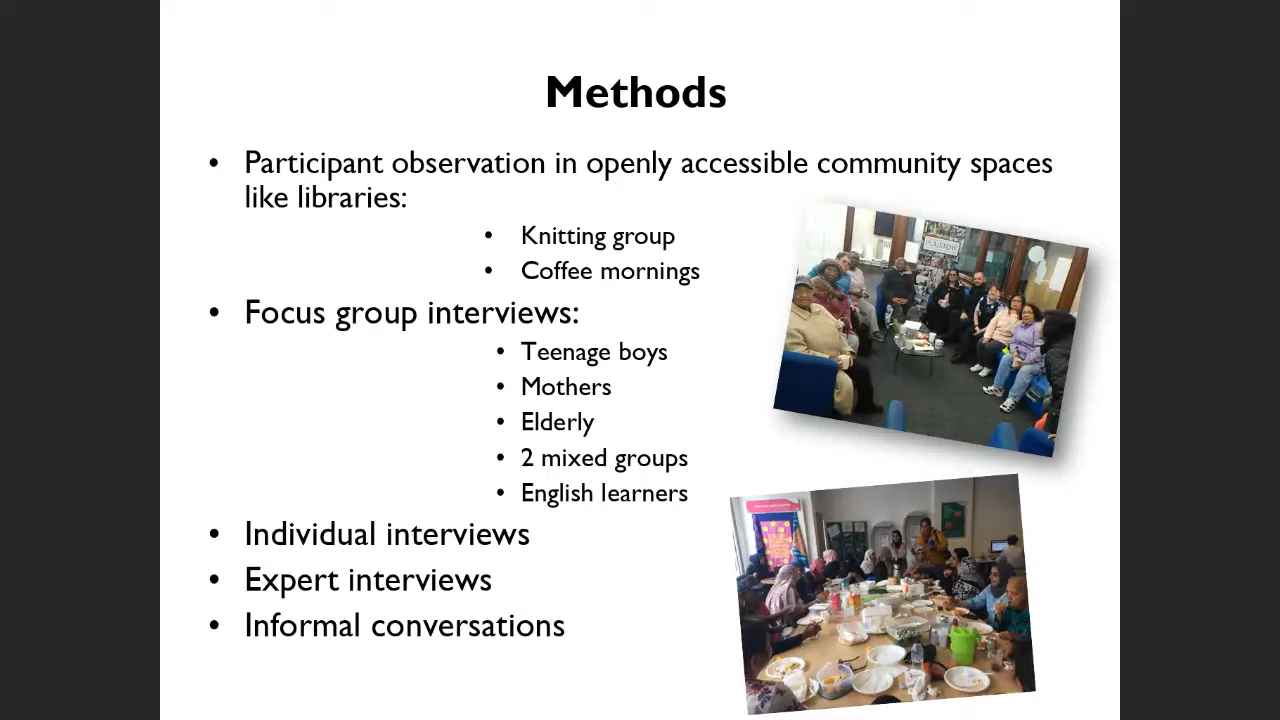 Methods
• Participant observation in openly accessible community spaces
like libraries:
• Knitting group
• Coffee mornings
• Focus group interviews:
• Teenage boys
• Mothers
• Elderly
• 2 mixed groups
• English learners
• Individual interviews
• Expert interviews
• Informal conversations
PLAISTOW